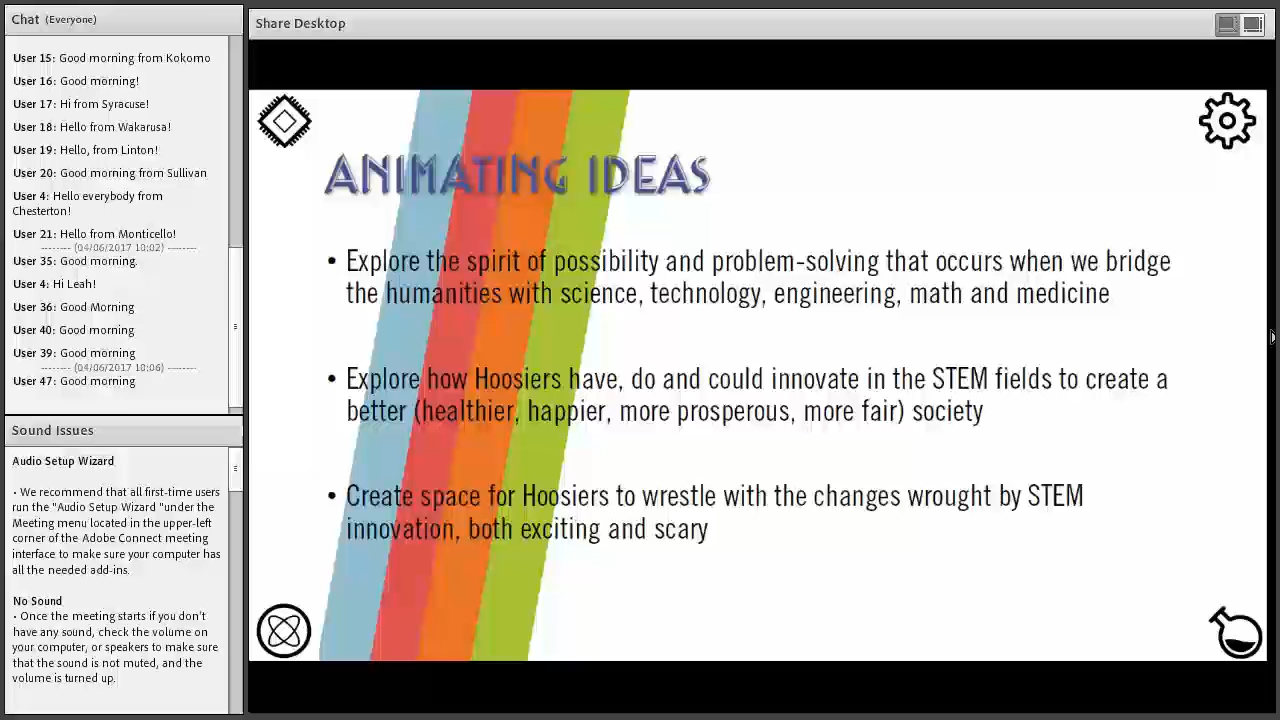 Chat (Everyone)
User 15: Good morning from Kokomo
User 16: Good morning!
User 17: Hi from Syracuse!
User 18: Hello from Wakarusa!
User 19: Hello, from Linton!
User 20: Good morning from Sullivan
User 4: Hello everybody from
Chesterton!
User 21: Hello from Monticello!
-------- (04/06/2017 10:02) --------
User 35: Good morning.
User 4: Hi Leah!
User 36: Good Morning
User 40: Good morning
User 39: Good morning
-------- (04/06/2017 10:06) --------
User 47: Good morning
Sound Issues
Audio Setup Wizard
• We recommend that all first-time users
run the "Audio Setup Wizard "under the
Meeting menu located in the upper-left
corner of the Adobe Connect meeting
interface to make sure your computer has
all the needed add-ins.
No Sound
• Once the meeting starts if you don't
have any sound, check the volume on
your computer, or speakers to make sure
that the sound is not muted, and the
volume is turned up.
Share Desktop
ANIMATING IDEAS
• Explore the spirit of possibility and problem-solving that occurs when we bridge
the humanities with science, technology, engineering, math and medicine
• Explore how Hoosiers have, do and could innovate in the STEM fields to create a
better (healthier, happier, more prosperous, more fair) society
• Create space for Hoosiers to wrestle with the changes wrought by STEM
innovation, both exciting and scary